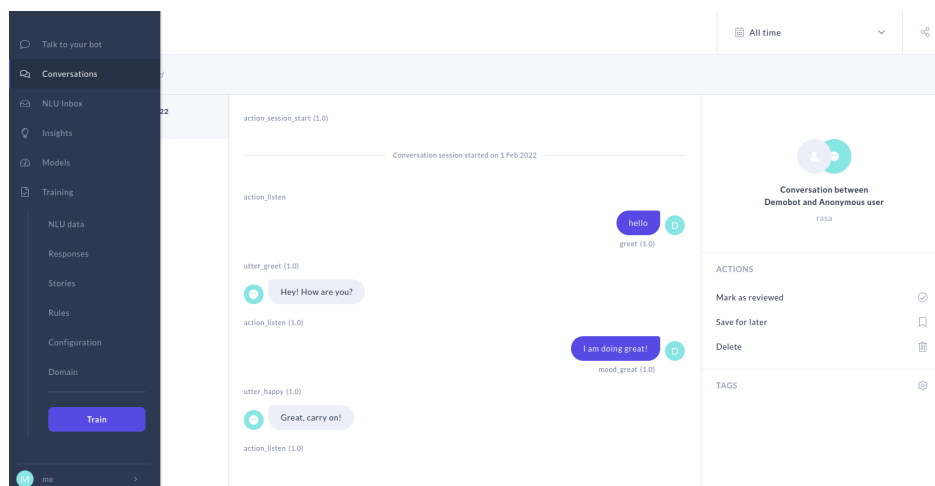 Talk to your bot
Conversations
NLU Inbox
Insights
Models
Training
NLU data
Responses
Stories
Rules
Configuration
Domain
Train
M me
22
All time
action_session_start (1.0)
Conversation session started on 1 Feb 2022
action_listen
hello
D
greet (1.0)
utter_greet (1.0)
Hey! How are you?
action_listen (1.0)
I am doing great!
D
mood_great (1.0)
utter_happy (1.0)
Great, carry on!
action_listen (1.0)
Conversation between
Demobot and Anonymous user
rasa
ACTIONS
Mark as reviewed
Save for later
Delete
TAGS